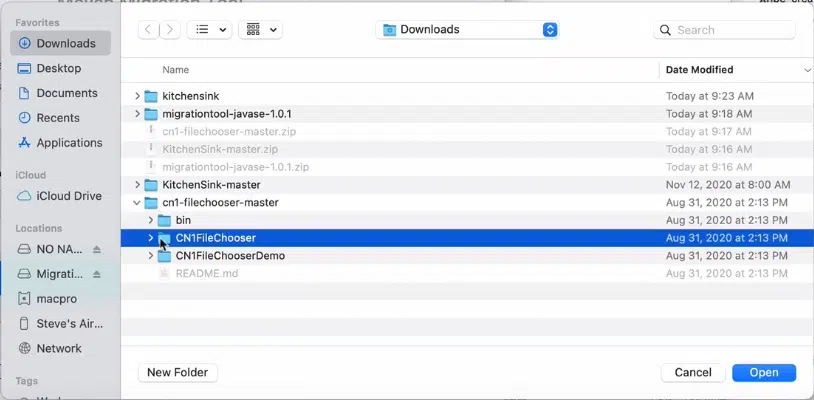 Maven Migration Tool
Favorites
Downloads
Desktop
Documents
Recents
Applications
iCloud
iCloud Drive
Locations
NO NA...
Migrati...
macpro
Steve's Air...
Network
Tags
Downloads
Search
Name Date Modified
kitchensink Today at 9:23 AM
migrationtool-javase-1.0.1 Today at 9:18 AM
cn1-filechooser-master.zip Today at 9:17 AM
KitchenSink-master.zip Today at 9:16 AM
migrationtool-javase-1.0.1.zip Today at 9:16 AM
KitchenSink-master Nov 12, 2020 at 8:00 AM
cn1-filechooser-master Aug 31, 2020 at 2:13 PM
bin Aug 31, 2020 at 2:13 PM
CN1FileChooser Aug 31, 2020 at 2:13 PM
CN1FileChooserDemo Aug 31, 2020 at 2:13 PM
README.md Aug 31, 2020 at 2:13 PM
New Folder Cancel Open